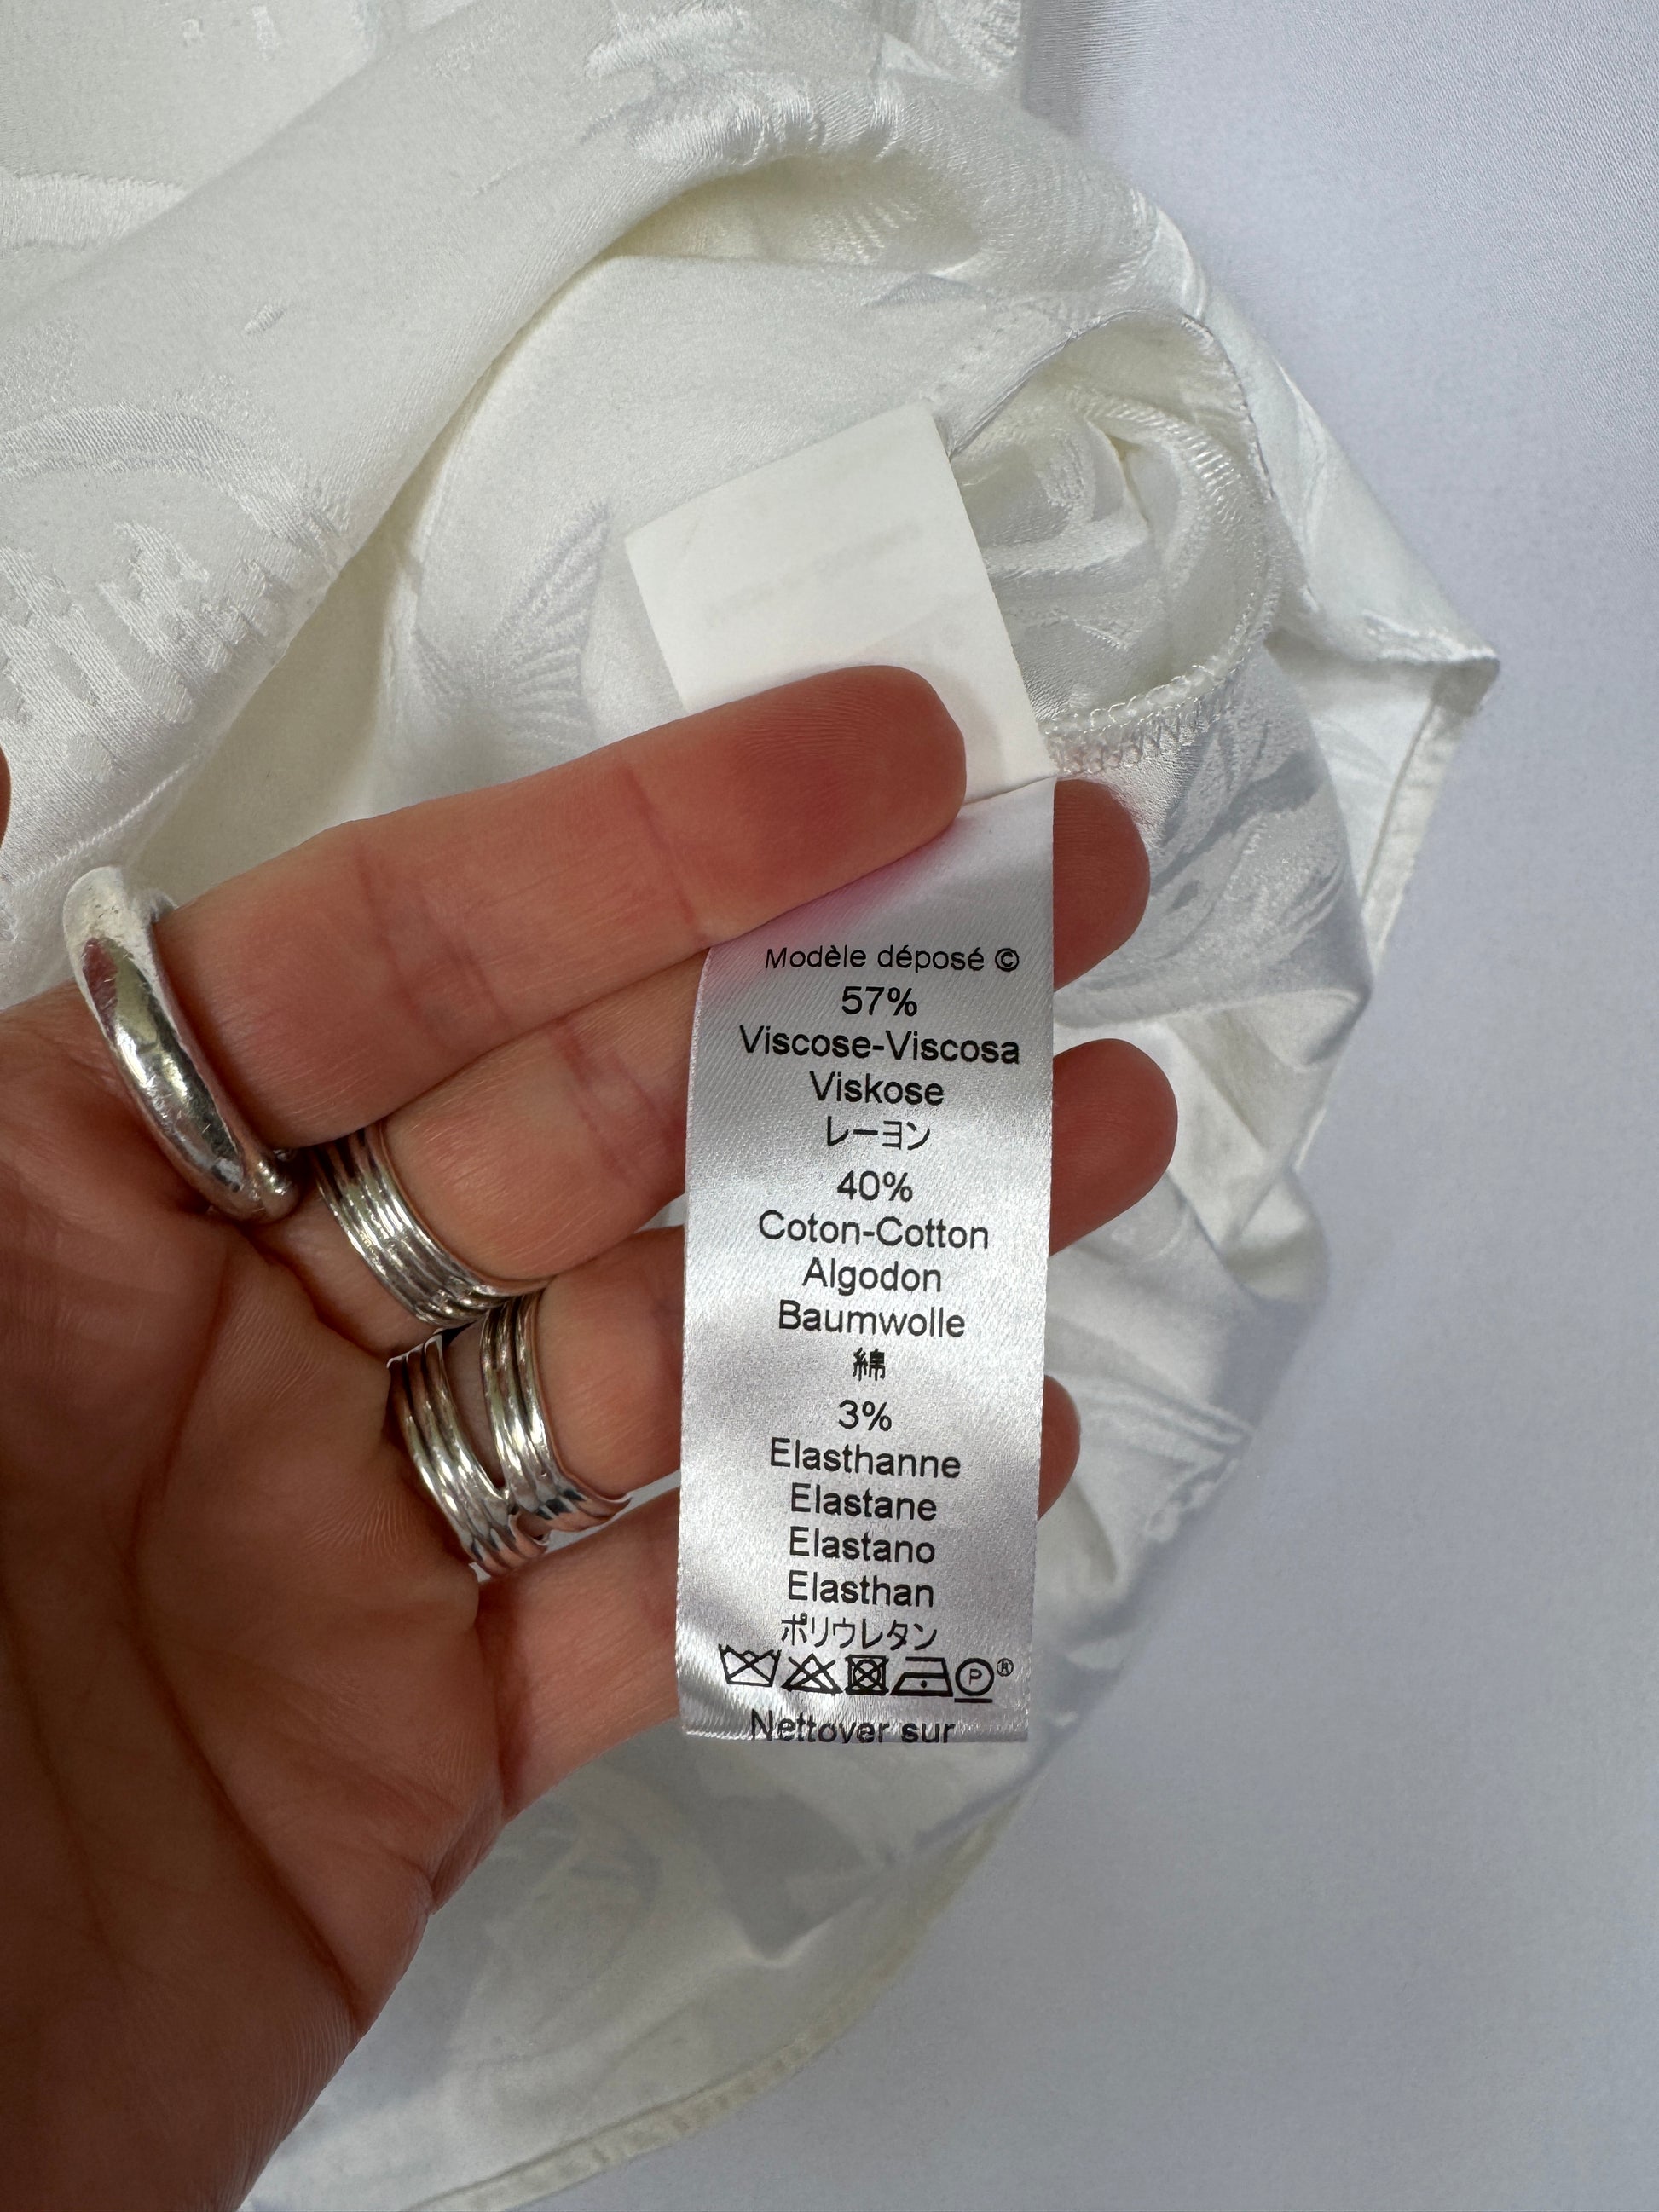 Modèle déposé ©
57%
Viscose-Viscosa
Viskose
レーヨン
40%
Coton-Cotton
Algodon
Baumwolle
綿
3%
Elasthanne
Elastane
Elastano
Elasthan
ポリウレタン
P ®
Nettoyer sur